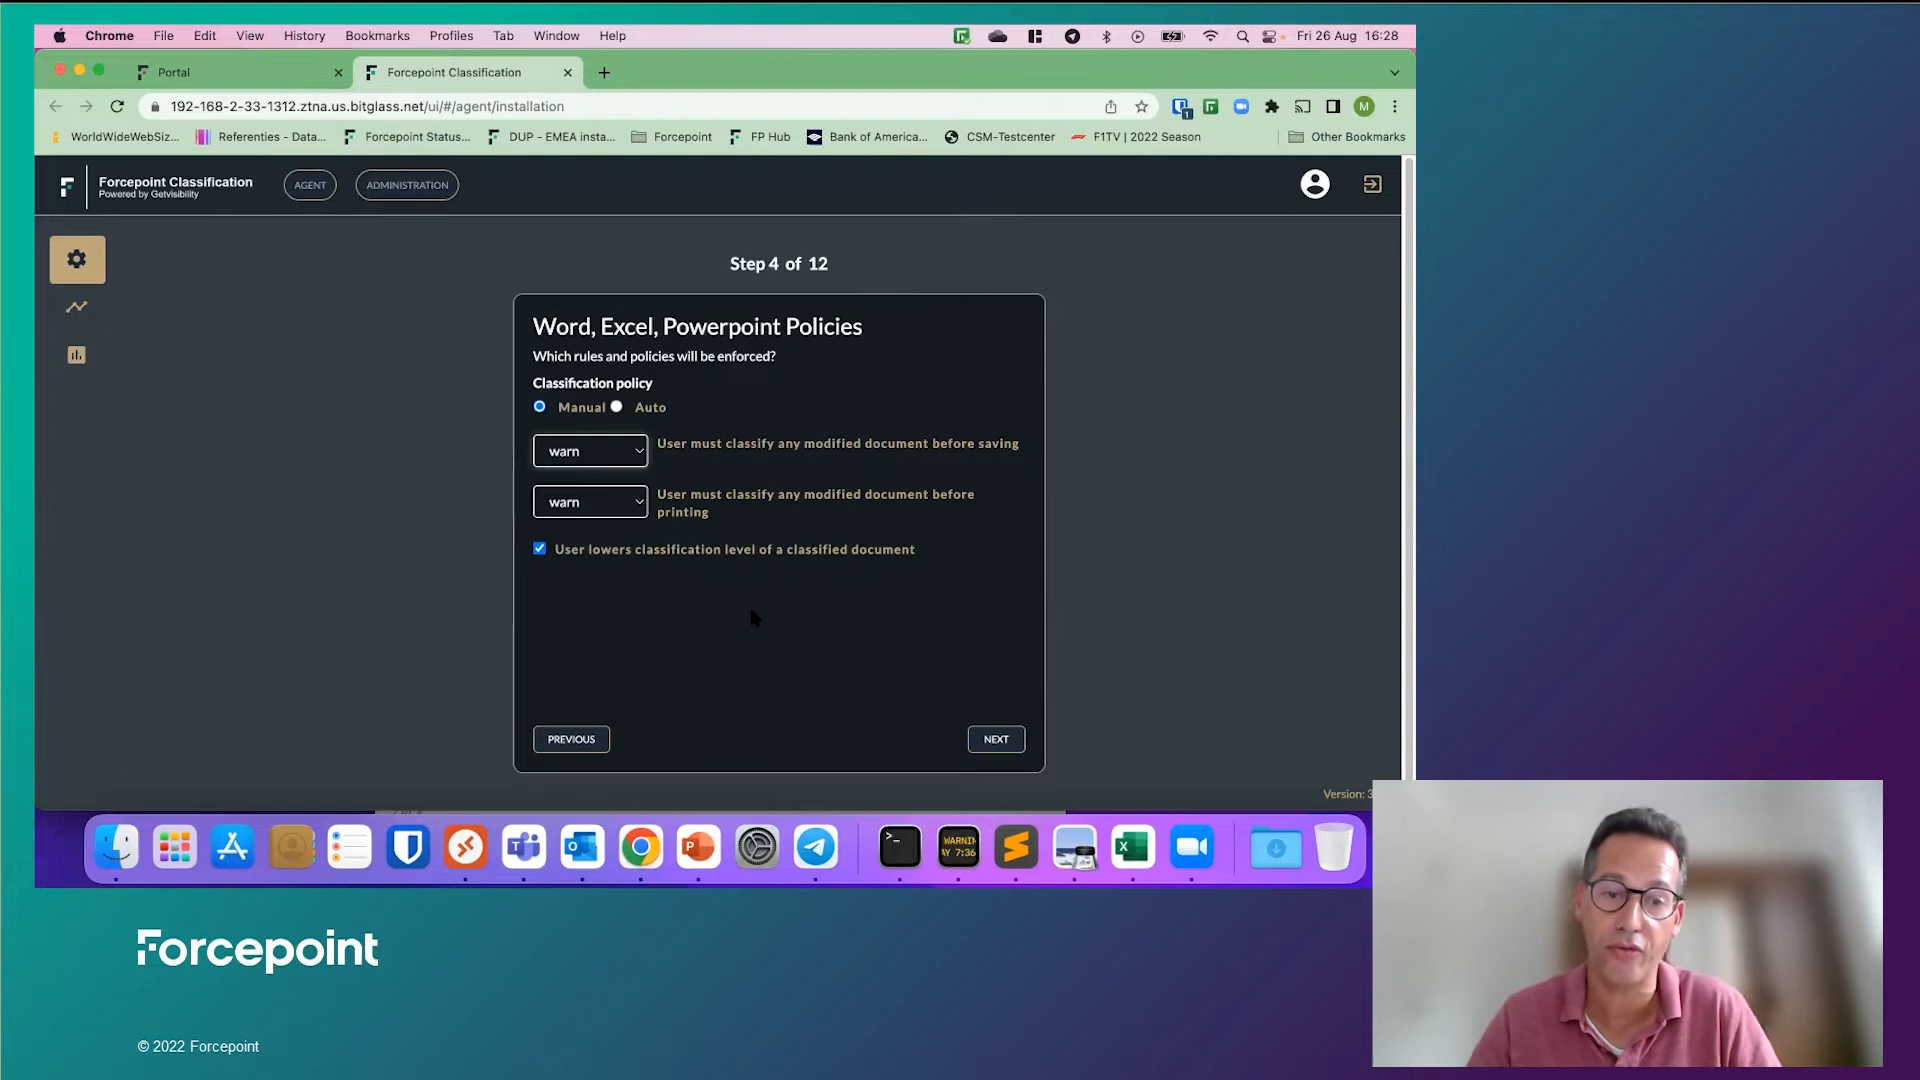 Chrome File Edit View History Bookmarks Profiles Tab Window Help Fri 26 Aug 16:28
Portal Forcepoint Classification
192-168-2-33-1312.ztna.us.bitglass.net/ui/#/agent/installation
WorldWideWebSiz... Referenties - Data... Forcepoint Status... DUP - EMEA insta... Forcepoint FP Hub Bank of America... CSM-Testcenter F1TV | 2022 Season Other Bookmarks
Forcepoint Classification
Powered by Getvisibility
AGENT ADMINISTRATION
Step 4 of 12
Word, Excel, Powerpoint Policies
Which rules and policies will be enforced?
Classification policy
Manual Auto
warn User must classify any modified document before saving
warn User must classify any modified document before
printing
User lowers classification level of a classified document
PREVIOUS NEXT
Version: 3
WARNIN
AY 7:36
Forcepoint
© 2022 Forcepoint